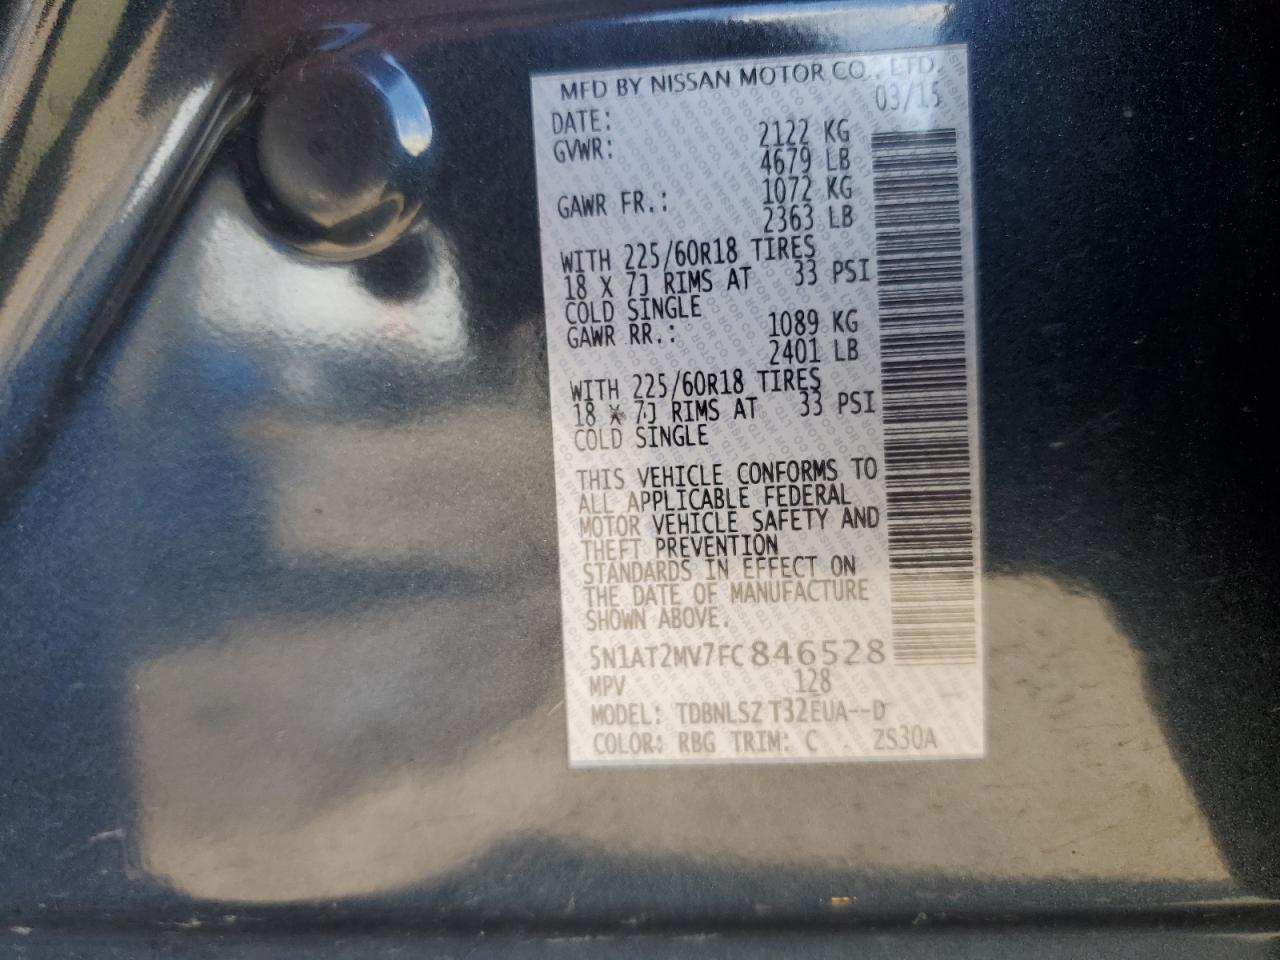 MFD BY NISSAN MOTOR CO., LTD.
DATE: 03/15
GVWR: 2122 KG
4679 LB
GAWR FR.: 1072 KG
2363 LB
WITH 225/60R18 TIRES
18 X 7J RIMS AT 33 PSI
COLD SINGLE
GAWR RR.: 1089 KG
2401 LB
WITH 225/60R18 TIRES
18 X 7J RIMS AT 33 PSI
COLD SINGLE
THIS VEHICLE CONFORMS TO
ALL APPLICABLE FEDERAL
MOTOR VEHICLE SAFETY AND
THEFT PREVENTION
STANDARDS IN EFFECT ON
THE DATE OF MANUFACTURE
SHOWN ABOVE.
5N1AT2MV7FC846528
MPV 128
MODEL: TDBNLSZ T32EUA--D
COLOR: RBG TRIM: C ZS30A